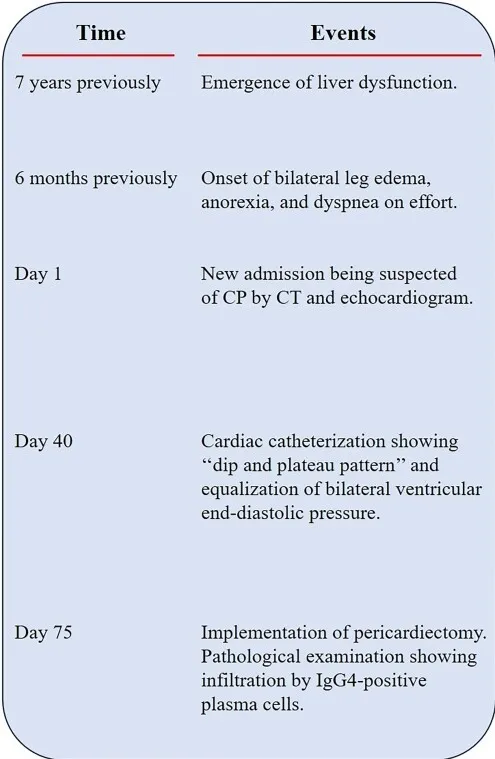 Time Events
7 years previously Emergence of liver dysfunction.
6 months previously Onset of bilateral leg edema,
anorexia, and dyspnea on effort.
Day 1 New admission being suspected
of CP by CT and echocardiogram.
Day 40 Cardiac catheterization showing
‘‘dip and plateau pattern’’ and
equalization of bilateral ventricular
end-diastolic pressure.
Day 75 Implementation of pericardiectomy.
Pathological examination showing
infiltration by IgG4-positive
plasma cells.